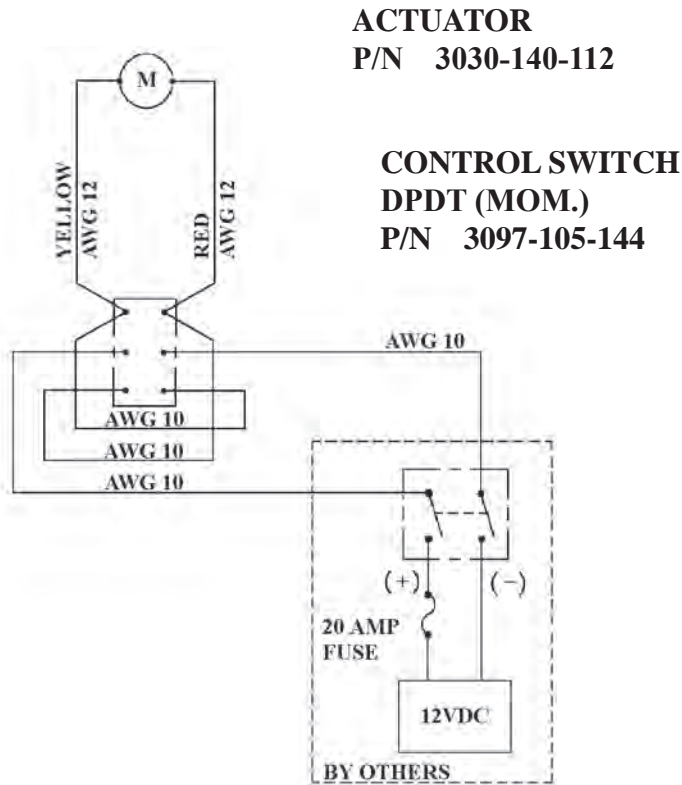 ACTUATOR
P/N 3030-140-112
M
CONTROL SWITCH
DPDT (MOM.)
P/N 3097-105-144
YELLOW
AWG 12
RED
AWG 12
AWG 10
AWG 10
AWG 10
AWG 10
(+)
(-)
20 AMP
FUSE
12VDC
BY OTHERS